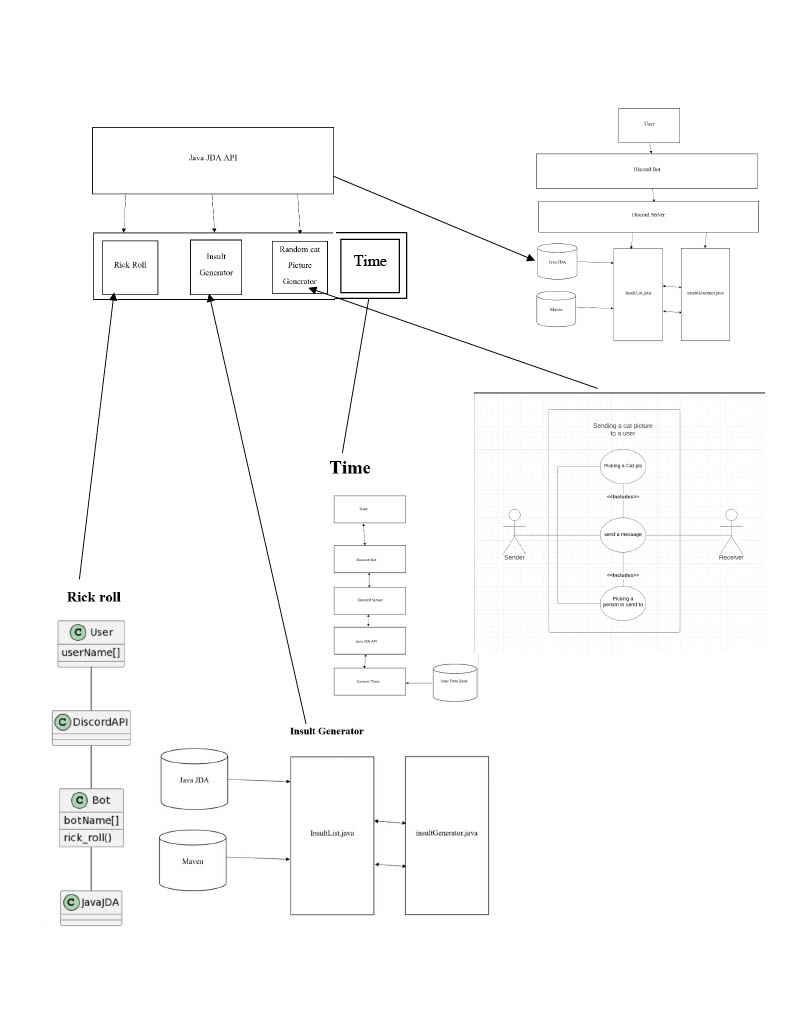 User
Java JDA API
Discord Bot
Discord Server
Rick Roll
Insult
Generator
Random cat
Picture
Generator
Time
Java JDA
Maven
InsultList.java
insultGenerator.java
Sending a cat picture
to a user
Picking A Cat pic
<<Includes>>
send a message
Sender
Receiver
<<Includes>>
Picking a
person to send to
Time
User
Discord Bot
Discord Server
Java JDA API
Current Time
User Time Zone
Rick roll
C User
userName[]
C DiscordAPI
C Bot
botName[]
rick_roll()
C JavaJDA
Insult Generator
Java JDA
Maven
InsultList.java
insultGenerator.java